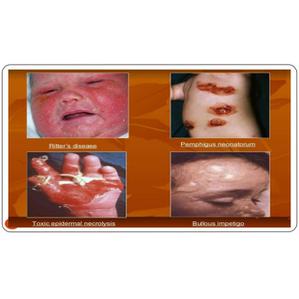 Ritter's disease
Pemphigus neonatorum
Toxic epidermal necrolysis
Bullous impetigo